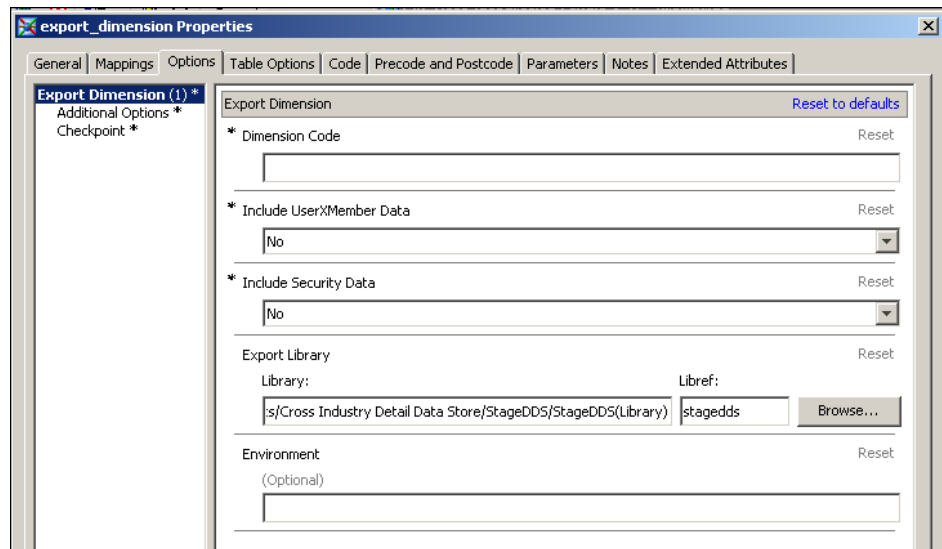 export_dimension Properties
General Mappings Options Table Options Code Precode and Postcode Parameters Notes Extended Attributes
Export Dimension (1) *
Additional Options *
Checkpoint *
Export Dimension Reset to defaults
* Dimension Code Reset
* Include UserXMember Data Reset
No
* Include Security Data Reset
No
Export Library Reset
Library: Libref:
:s/Cross Industry Detail Data Store/StageDDS/StageDDS(Library) stagedds Browse...
Environment Reset
(Optional)